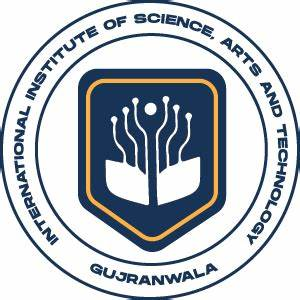 INTERNATIONAL INSTITUTE OF SCIENCE, ARTS AND TECHNOLOGY
GUJRANWALA